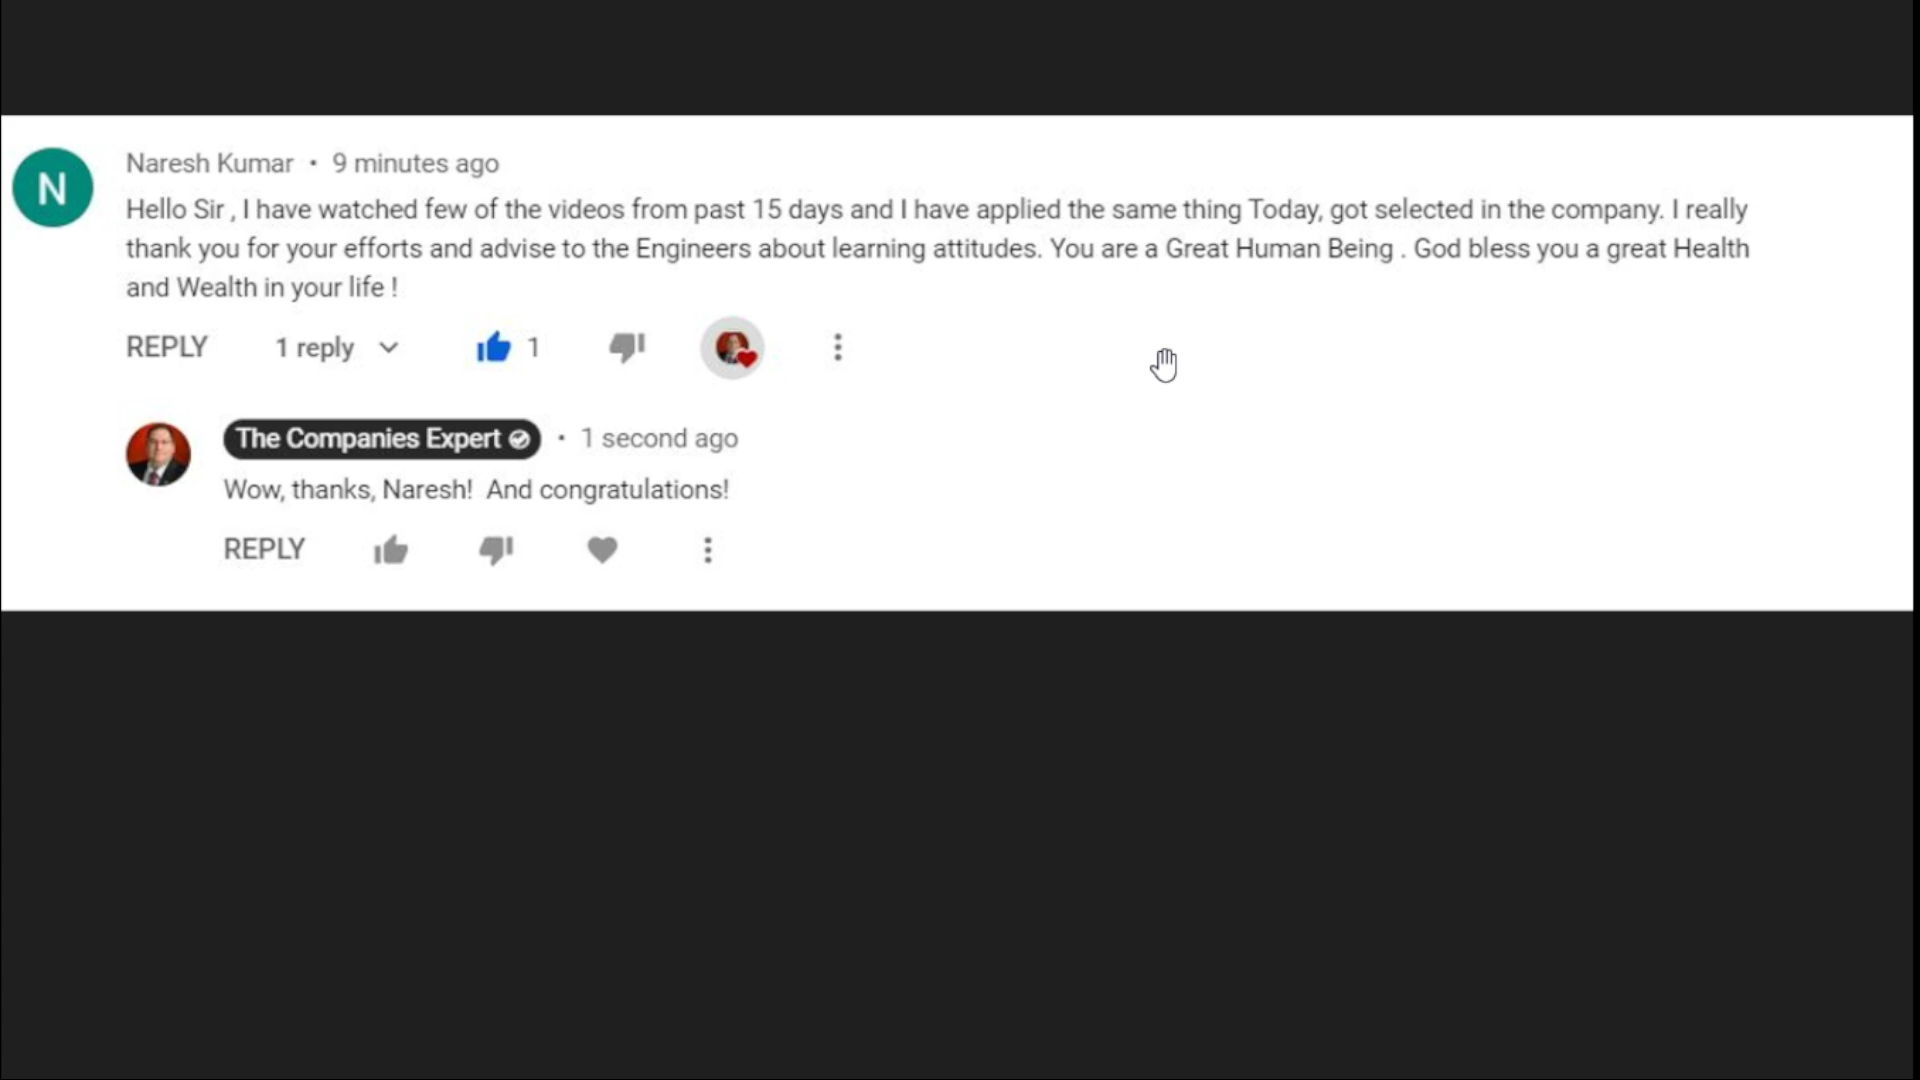 N
Naresh Kumar • 9 minutes ago
Hello Sir , I have watched few of the videos from past 15 days and I have applied the same thing Today, got selected in the company. I really
thank you for your efforts and advise to the Engineers about learning attitudes. You are a Great Human Being . God bless you a great Health
and Wealth in your life !
REPLY 1 reply 1
The Companies Expert • 1 second ago
Wow, thanks, Naresh!  And congratulations!
REPLY